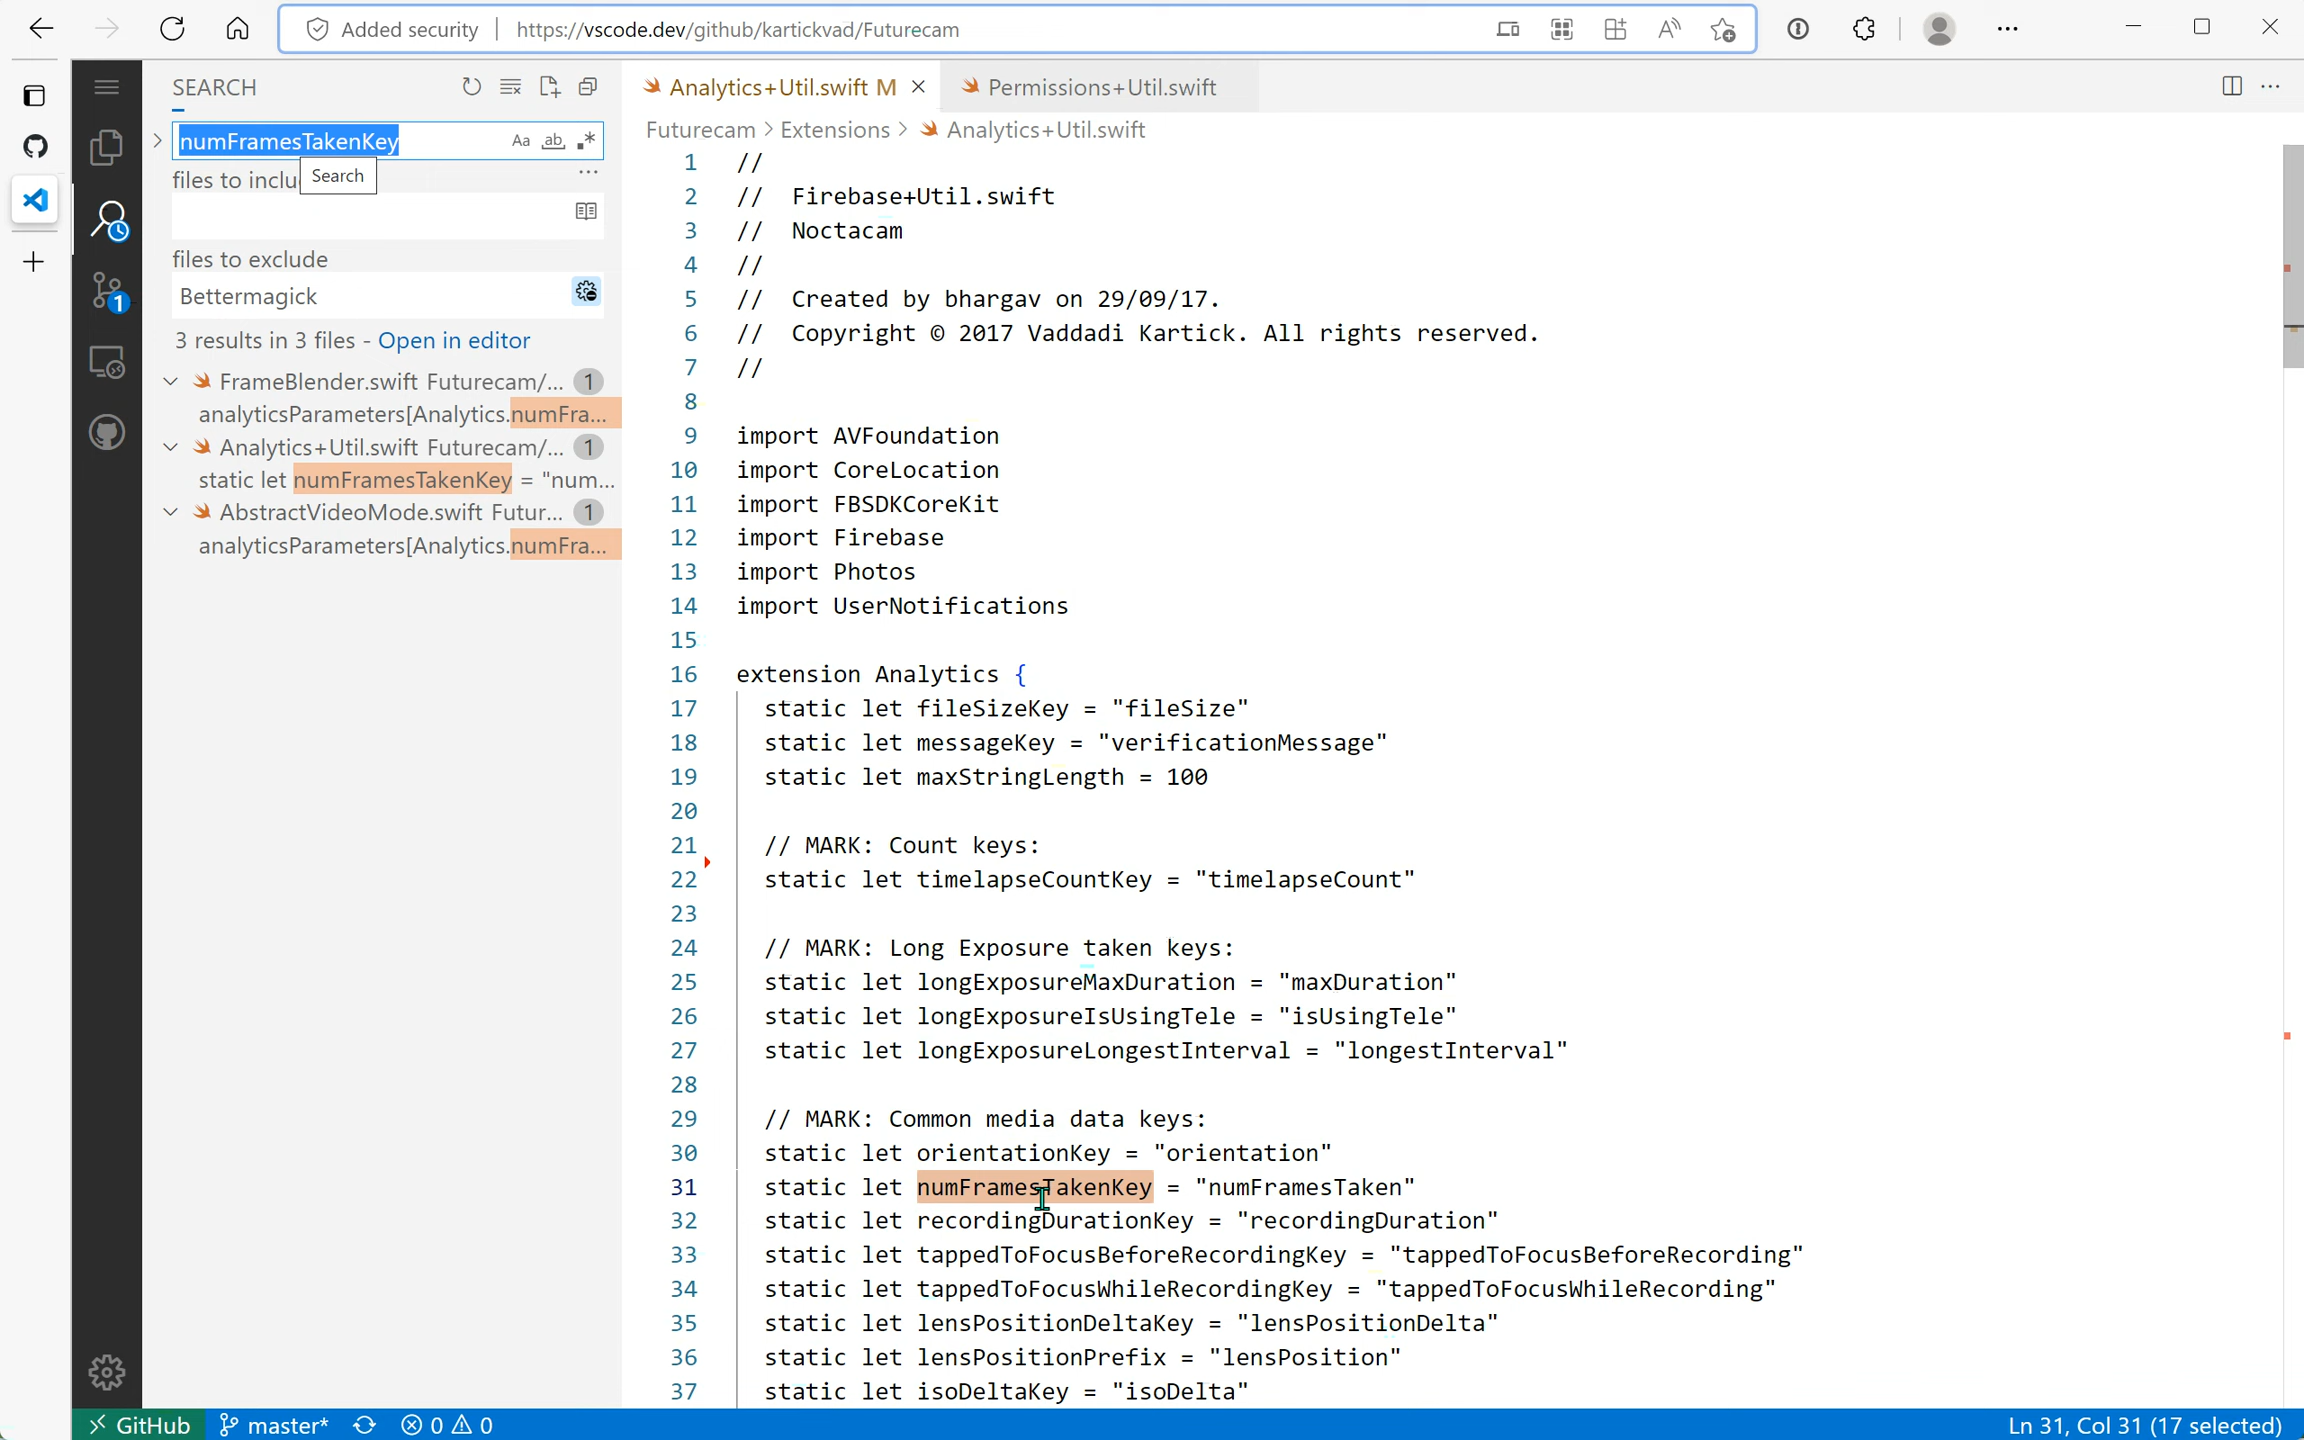 Added security | https://vscode.dev/github/kartickvad/Futurecam
SEARCH
numFramesTakenKey Aa ab .*
Search
files to inclu
files to exclude
Bettermagick
3 results in 3 files - Open in editor
FrameBlender.swift Futurecam/... 1
analyticsParameters[Analytics.numFra...
Analytics+Util.swift Futurecam/... 1
static let numFramesTakenKey = "num...
AbstractVideoMode.swift Futur... 1
analyticsParameters[Analytics.numFra...
1
Analytics+Util.swift M
Permissions+Util.swift
Futurecam > Extensions > Analytics+Util.swift
1 //
2 // Firebase+Util.swift
3 // Noctacam
4 //
5 // Created by bhargav on 29/09/17.
6 // Copyright © 2017 Vaddadi Kartick. All rights reserved.
7 //
8
9 import AVFoundation
10 import CoreLocation
11 import FBSDKCoreKit
12 import Firebase
13 import Photos
14 import UserNotifications
15
16 extension Analytics {
17 static let fileSizeKey = "fileSize"
18 static let messageKey = "verificationMessage"
19 static let maxStringLength = 100
20
21 // MARK: Count keys:
22 static let timelapseCountKey = "timelapseCount"
23
24 // MARK: Long Exposure taken keys:
25 static let longExposureMaxDuration = "maxDuration"
26 static let longExposureIsUsingTele = "isUsingTele"
27 static let longExposureLongestInterval = "longestInterval"
28
29 // MARK: Common media data keys:
30 static let orientationKey = "orientation"
31 static let numFramesTakenKey = "numFramesTaken"
32 static let recordingDurationKey = "recordingDuration"
33 static let tappedToFocusBeforeRecordingKey = "tappedToFocusBeforeRecording"
34 static let tappedToFocusWhileRecordingKey = "tappedToFocusWhileRecording"
35 static let lensPositionDeltaKey = "lensPositionDelta"
36 static let lensPositionPrefix = "lensPosition"
37 static let isoDeltaKey = "isoDelta"
GitHub master* 0 0 Ln 31, Col 31 (17 selected)